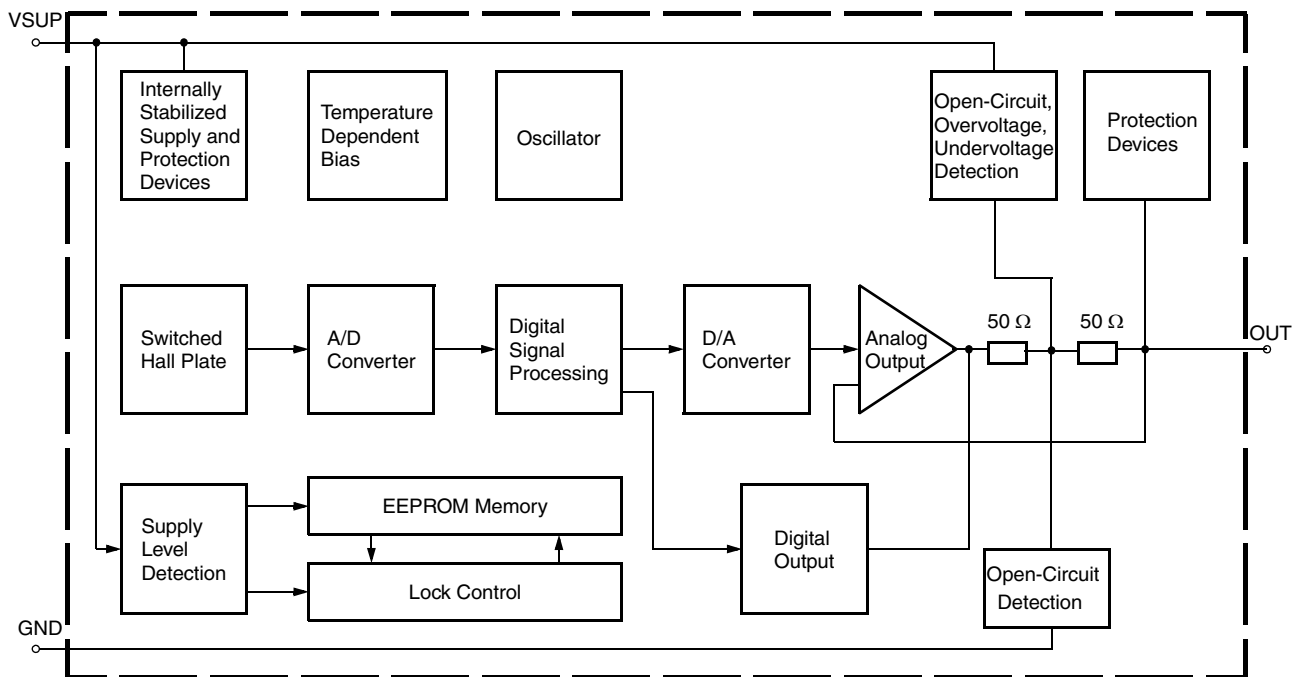 VSUP
Internally
Stabilized
Supply and
Protection
Devices
Temperature
Dependent
Bias
Oscillator
Open-Circuit,
Overvoltage,
Undervoltage
Detection
Protection
Devices
Switched
Hall Plate
A/D
Converter
Digital
Signal
Processing
D/A
Converter
Analog
Output
50 Ω
50 Ω
OUT
Supply
Level
Detection
EEPROM Memory
Lock Control
Digital
Output
Open-Circuit
Detection
GND